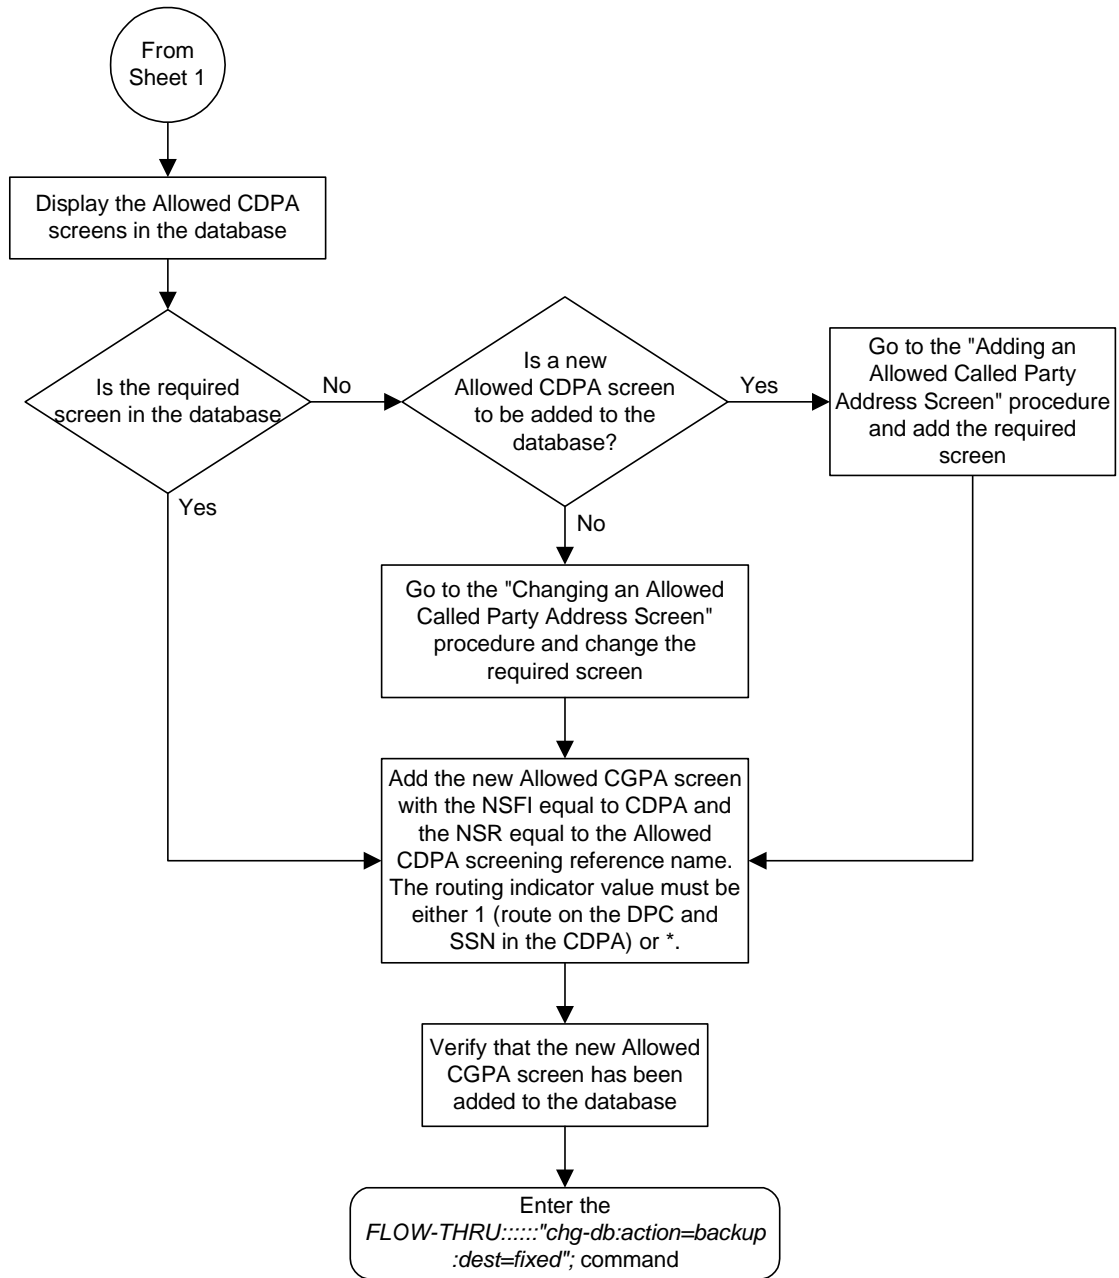 From
Sheet 1
Display the Allowed CDPA
screens in the database
Is the required
screen in the database
No
Yes
Is a new
Allowed CDPA screen
to be added to the
database?
Yes
No
Go to the "Adding an
Allowed Called Party
Address Screen" procedure
and add the required
screen
Go to the "Changing an Allowed
Called Party Address Screen"
procedure and change the
required screen
Add the new Allowed CGPA screen
with the NSFI equal to CDPA and
the NSR equal to the Allowed
CDPA screening reference name.
The routing indicator value must be
either 1 (route on the DPC and
SSN in the CDPA) or *.
Verify that the new Allowed
CGPA screen has been
added to the database
Enter the
FLOW-THRU::::::"chg-db:action=backup
:dest=fixed"; command